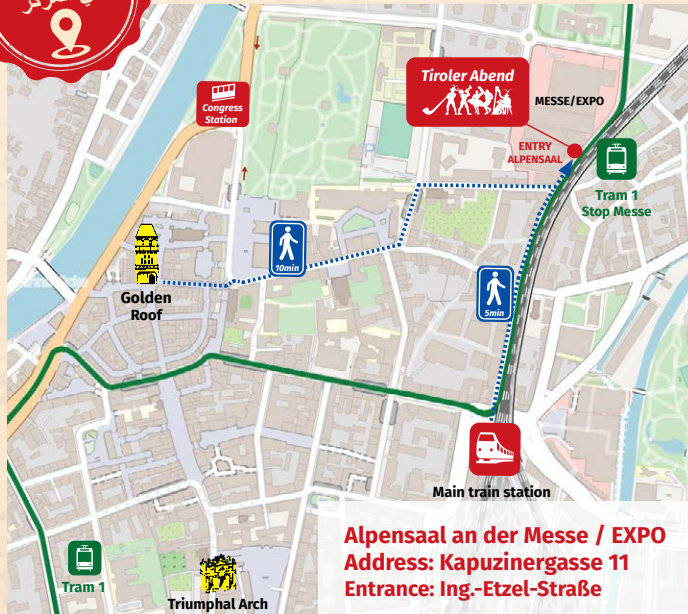 Congress
Station
Tiroler Abend
MESSE/EXPO
P
ENTRY
ALPENSAAL
Tram 1
Stop Messe
10min
Golden
Roof
5min
Main train station
Alpensaal an der Messe / EXPO
Address: Kapuzinergasse 11
Entrance: Ing.-Etzel-Straße
Tram 1
Triumphal Arch